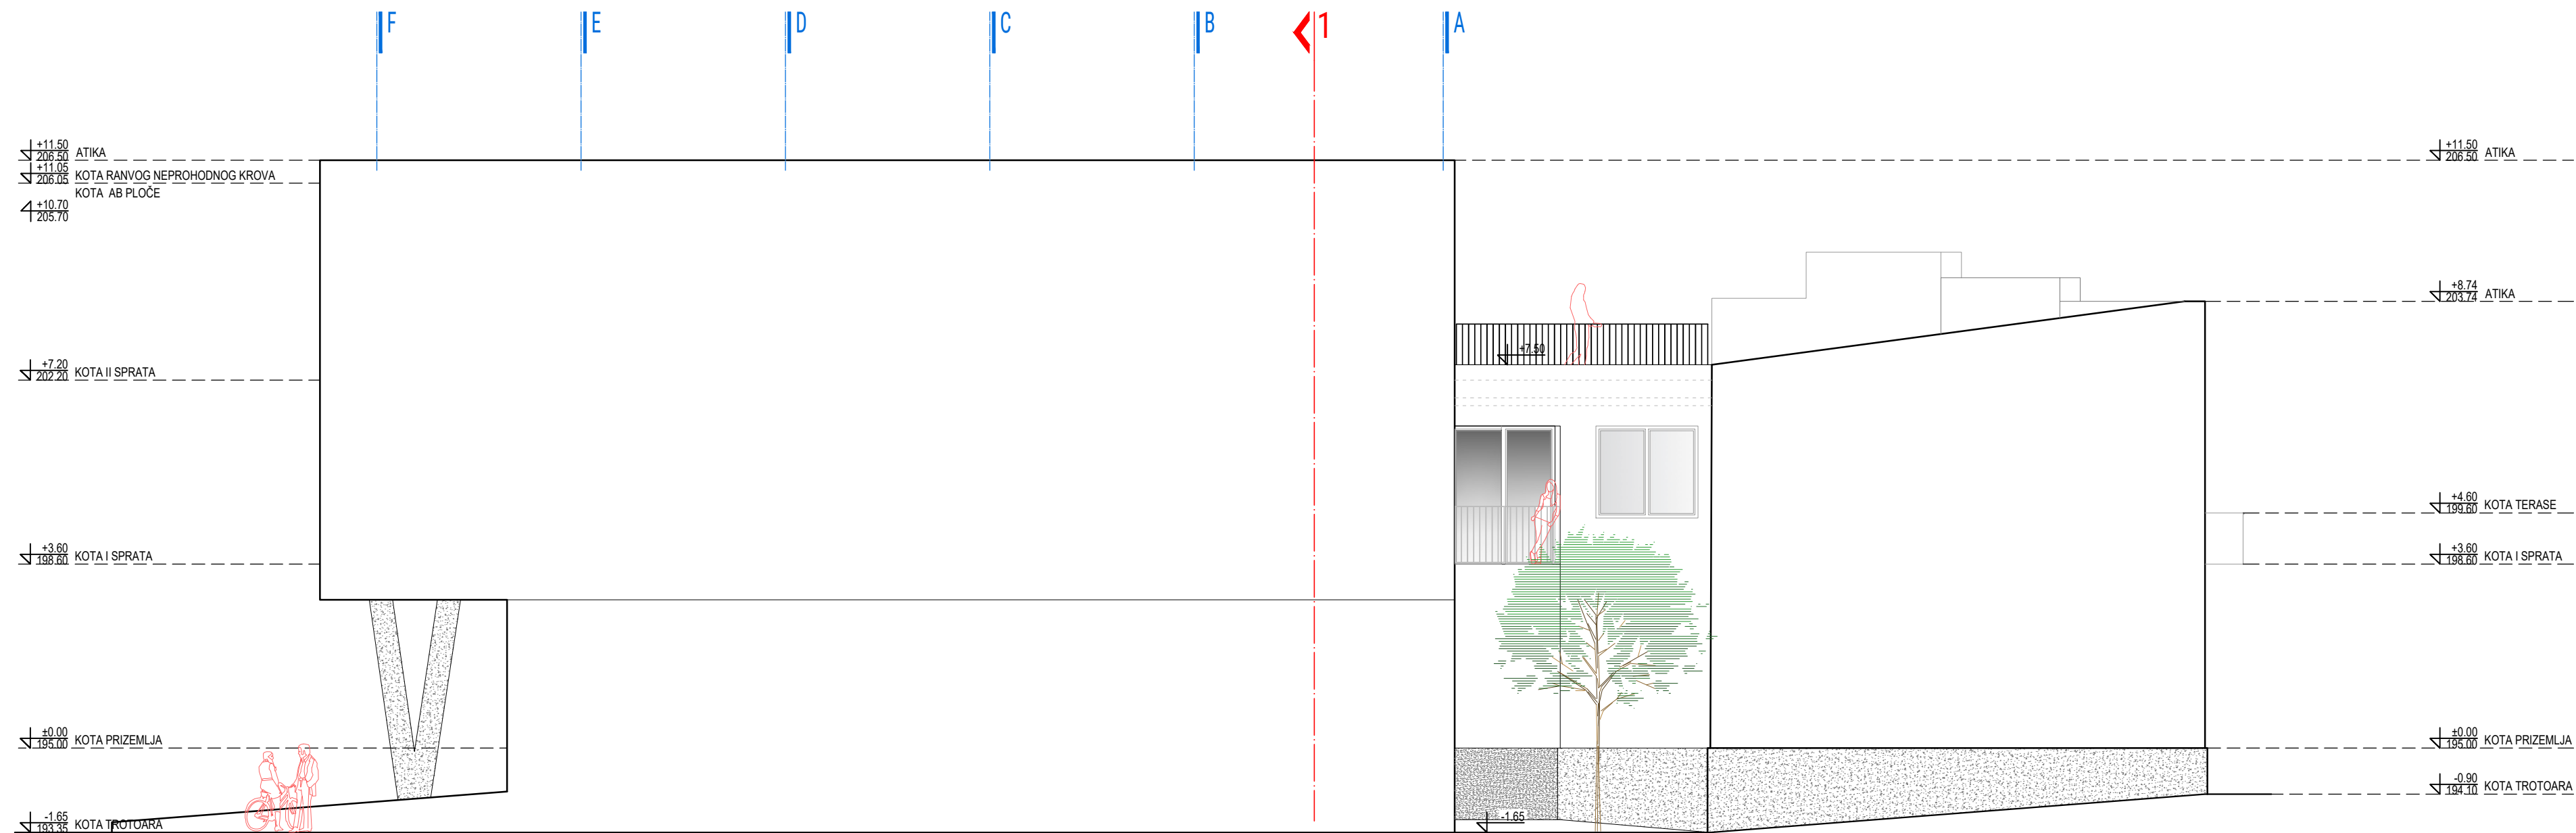 F E D C B 1 A
+11.50
206.50 ATIKA
+11.05
206.05 KOTA RANVOG NEPROHODNOG KROVA
KOTA AB PLOČE
+10.70
205.70
+7.20
202.20 KOTA II SPRATA
+3.60
198.60 KOTA I SPRATA
±0.00
195.00 KOTA PRIZEMLJA
-1.65
193.35 KOTA TROTOARA
+7.50
-1.65
+11.50
206.50 ATIKA
+8.74
203.74 ATIKA
+4.60
199.60 KOTA TERASE
+3.60
198.60 KOTA I SPRATA
±0.00
195.00 KOTA PRIZEMLJA
-0.90
194.10 KOTA TROTOARA